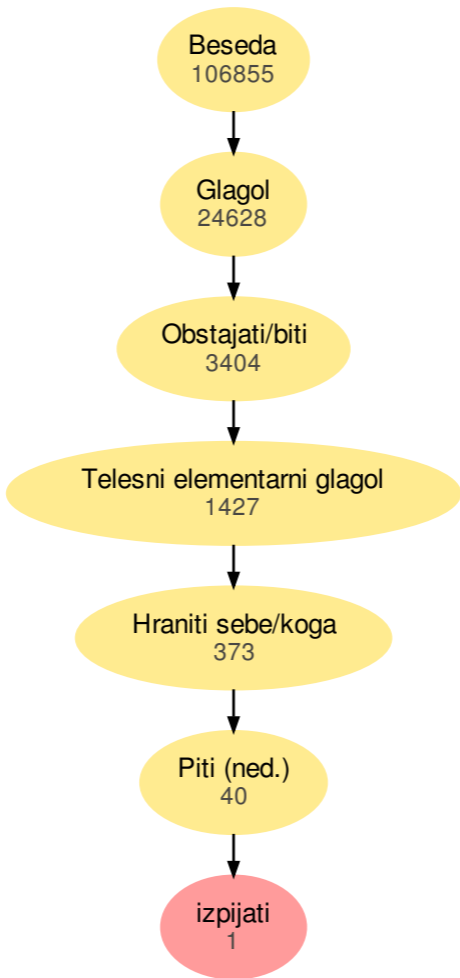 Beseda
106855
Glagol
24628
Obstajati/biti
3404
Telesni elementarni glagol
1427
Hraniti sebe/koga
373
Piti (ned.)
40
izpijati
1